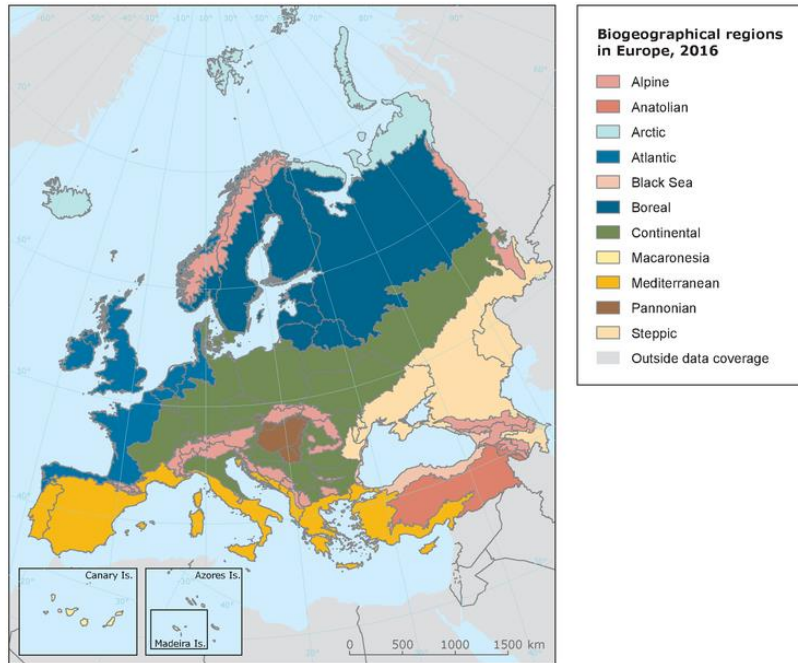 Biogeographical regions
in Europe, 2016
Alpine
Anatolian
Arctic
Atlantic
Black Sea
Boreal
Continental
Macaronesia
Mediterranean
Pannonian
Steppic
Outside data coverage
Canary Is.
Azores Is.
Madeira Is.
0 500 1000 1500 km